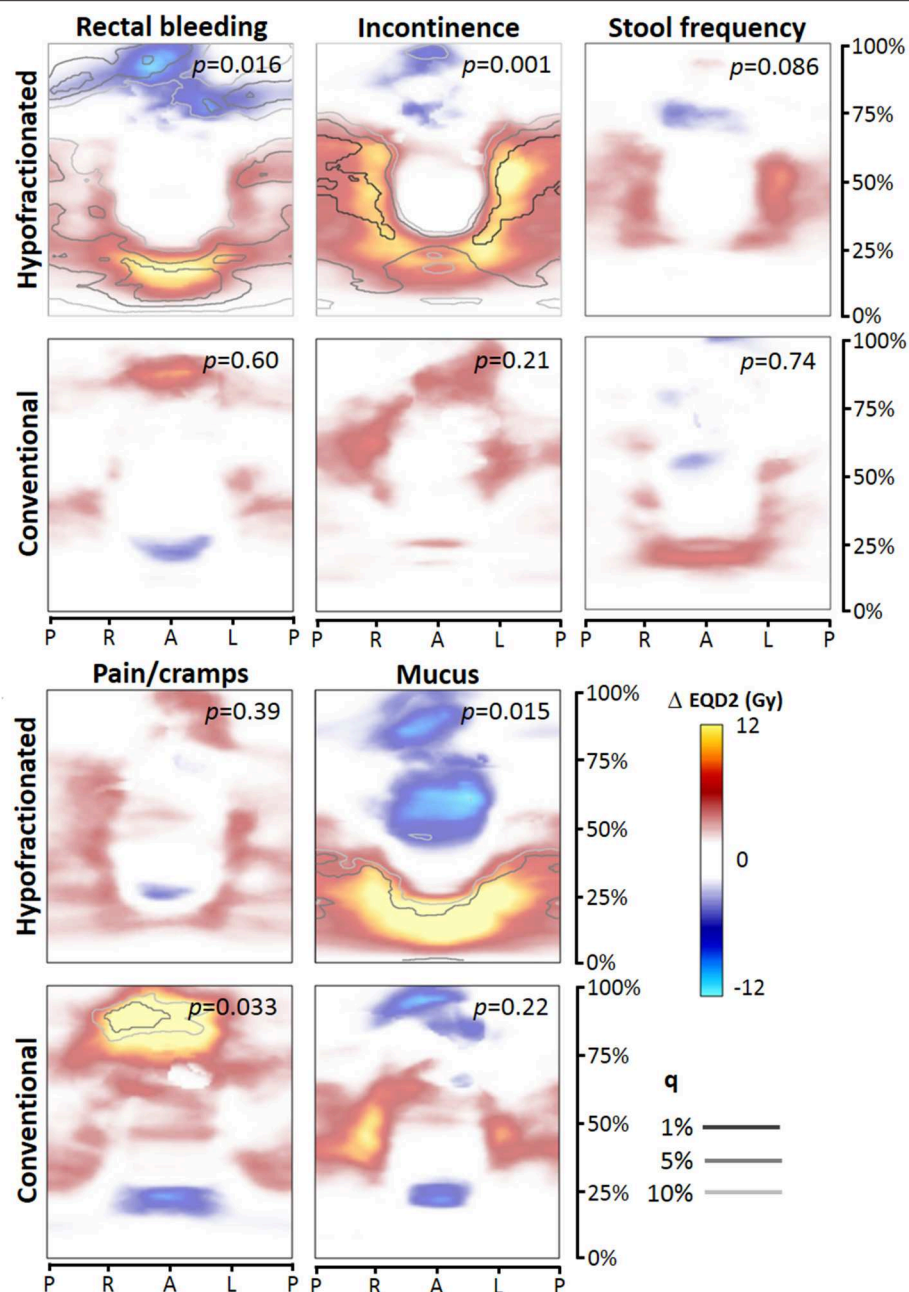 Rectal bleeding Incontinence Stool frequency
Hypofractionated
p=0.016 p=0.001 p=0.086
100%
75%
50%
25%
0%
Conventional
p=0.60 p=0.21 p=0.74
100%
75%
50%
25%
0%
P R A L P P R A L P P R A L P
Pain/cramps Mucus
Hypofractionated
p=0.39 p=0.015
100%
75%
50%
25%
0%
Δ EQD2 (Gy)
12
0
-12
Conventional
p=0.033 p=0.22
100%
75%
50%
25%
0%
q
1%
5%
10%
P R A L P P R A L P